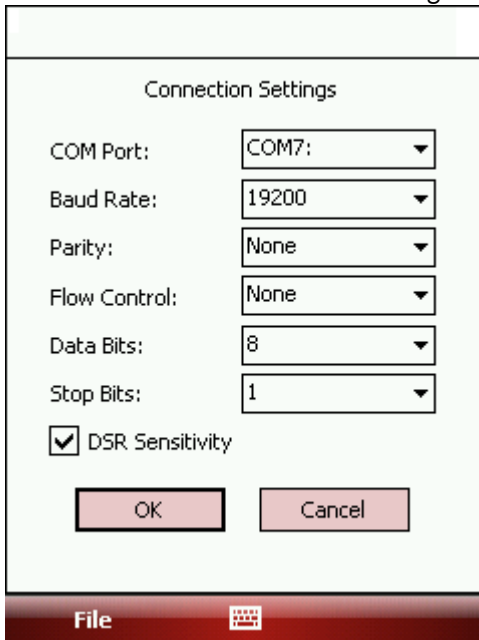 Connection Settings
COM Port: COM7:
Baud Rate: 19200
Parity: None
Flow Control: None
Data Bits: 8
Stop Bits: 1
DSR Sensitivity
OK Cancel
File